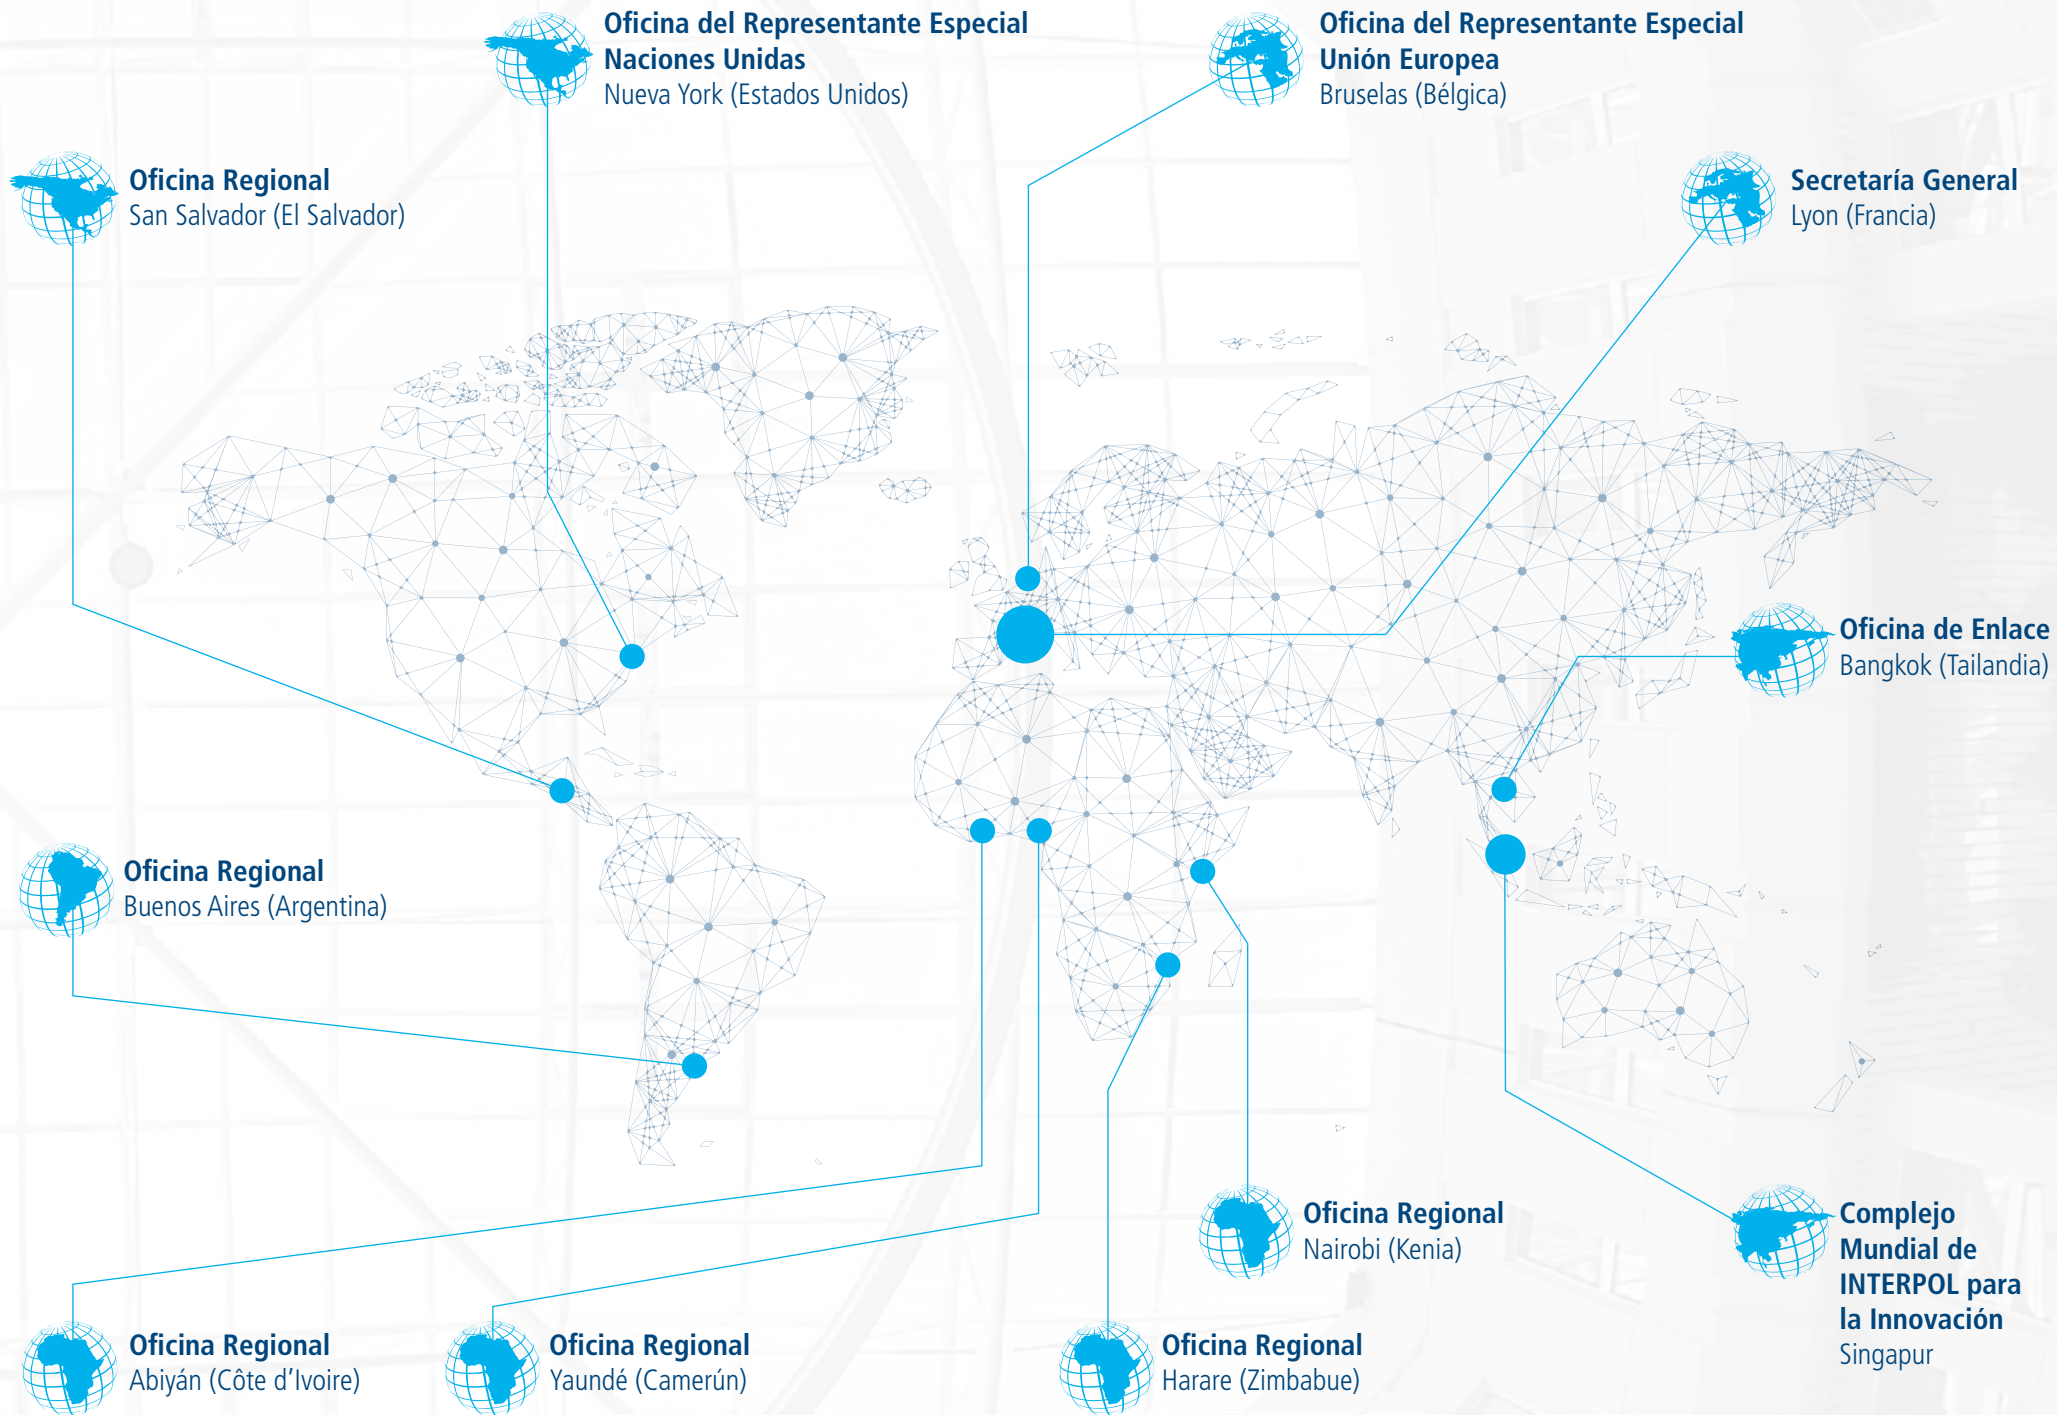 Oficina del Representante Especial
Naciones Unidas
Nueva York (Estados Unidos)
Oficina del Representante Especial
Unión Europea
Bruselas (Bélgica)
Oficina Regional
San Salvador (El Salvador)
Secretaría General
Lyon (Francia)
Oficina de Enlace
Bangkok (Tailandia)
Oficina Regional
Buenos Aires (Argentina)
Oficina Regional
Nairobi (Kenia)
Complejo
Mundial de
INTERPOL para
la Innovación
Singapur
Oficina Regional
Abiyán (Côte d’Ivoire)
Oficina Regional
Yaundé (Camerún)
Oficina Regional
Harare (Zimbabue)